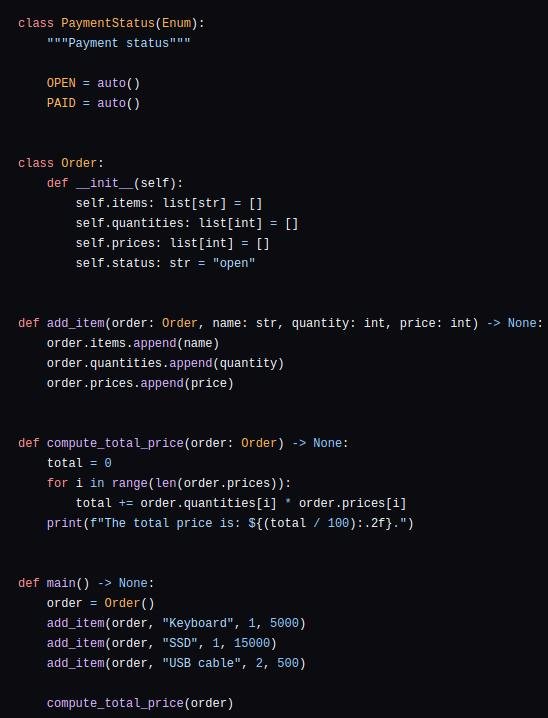 class PaymentStatus(Enum):
    """Payment status"""

    OPEN = auto()
    PAID = auto()


class Order:
    def __init__(self):
        self.items: list[str] = []
        self.quantities: list[int] = []
        self.prices: list[int] = []
        self.status: str = "open"


def add_item(order: Order, name: str, quantity: int, price: int) -> None:
    order.items.append(name)
    order.quantities.append(quantity)
    order.prices.append(price)


def compute_total_price(order: Order) -> None:
    total = 0
    for i in range(len(order.prices)):
        total += order.quantities[i] * order.prices[i]
    print(f"The total price is: ${(total / 100):.2f}.")


def main() -> None:
    order = Order()
    add_item(order, "Keyboard", 1, 5000)
    add_item(order, "SSD", 1, 15000)
    add_item(order, "USB cable", 2, 500)

    compute_total_price(order)